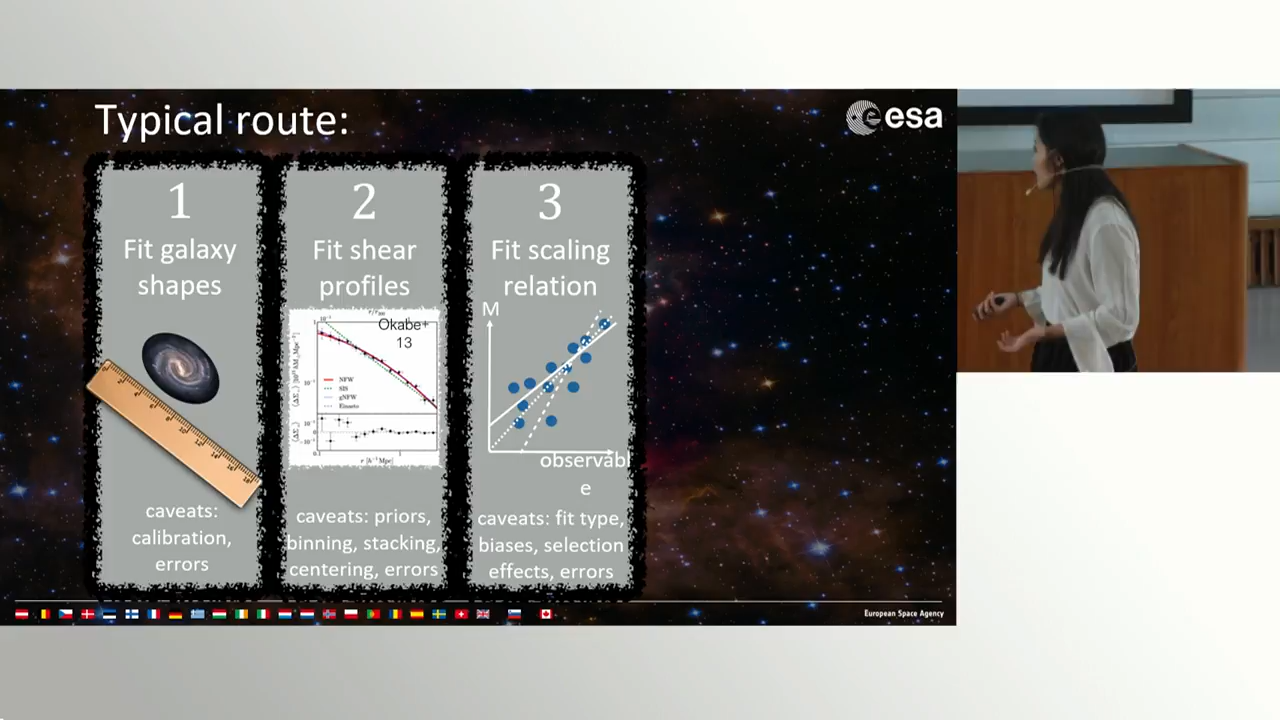 Typical route:
esa
1
Fit galaxy
shapes
caveats:
calibration,
errors
2
Fit shear
profiles
Okabe+
13
NFW
SIS
gNFW
Einasto
caveats: priors,
binning, stacking,
centering, errors
3
Fit scaling
relation
M
observabl
e
caveats: fit type,
biases, selection
effects, errors
European Space Agency